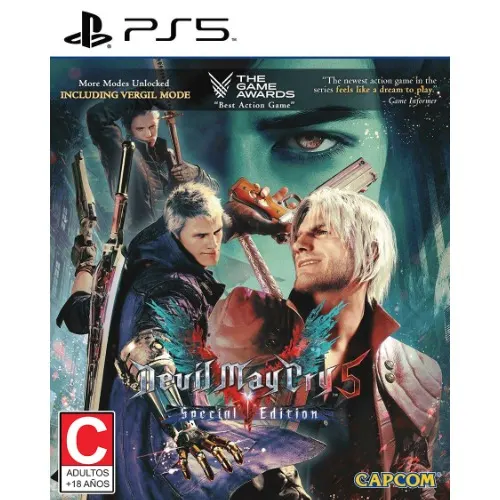 PS5
More Modes Unlocked
INCLUDING VERGIL MODE
THE
GAME
AWARDS
"Best Action Game"
"The newest action game in the
series feels like a dream to play."
Game Informer
Devil May Cry 5
Special Edition
C
ADULTOS
+18 AÑOS
CAPCOM